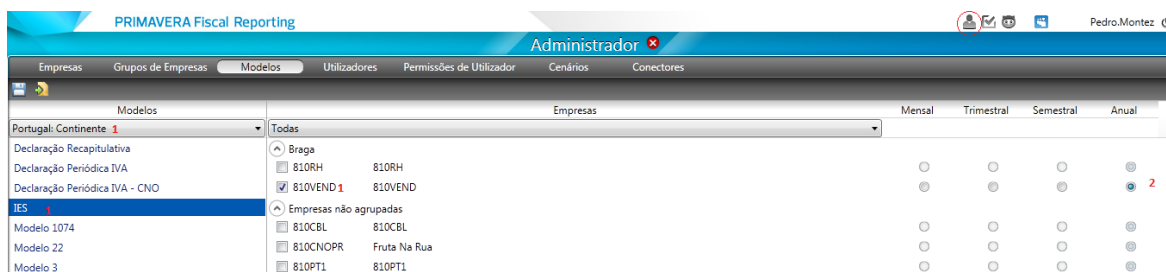 PRIMAVERA Fiscal Reporting
Pedro.Montez
Administrador
Empresas Grupos de Empresas Modelos Utilizadores Permissões de Utilizador Cenários Conectores
Modelos Empresas Mensal Trimestral Semestral Anual
Portugal: Continente 1 Todas
Declaração Recapitulativa Braga
Declaração Periódica IVA 810RH 810RH
Declaração Periódica IVA - CNO 810VEND 1 810VEND 2
IES 1 Empresas não agrupadas
Modelo 1074 810CBL 810CBL
Modelo 22 810CNOPR Fruta Na Rua
Modelo 3 810PT1 810PT1